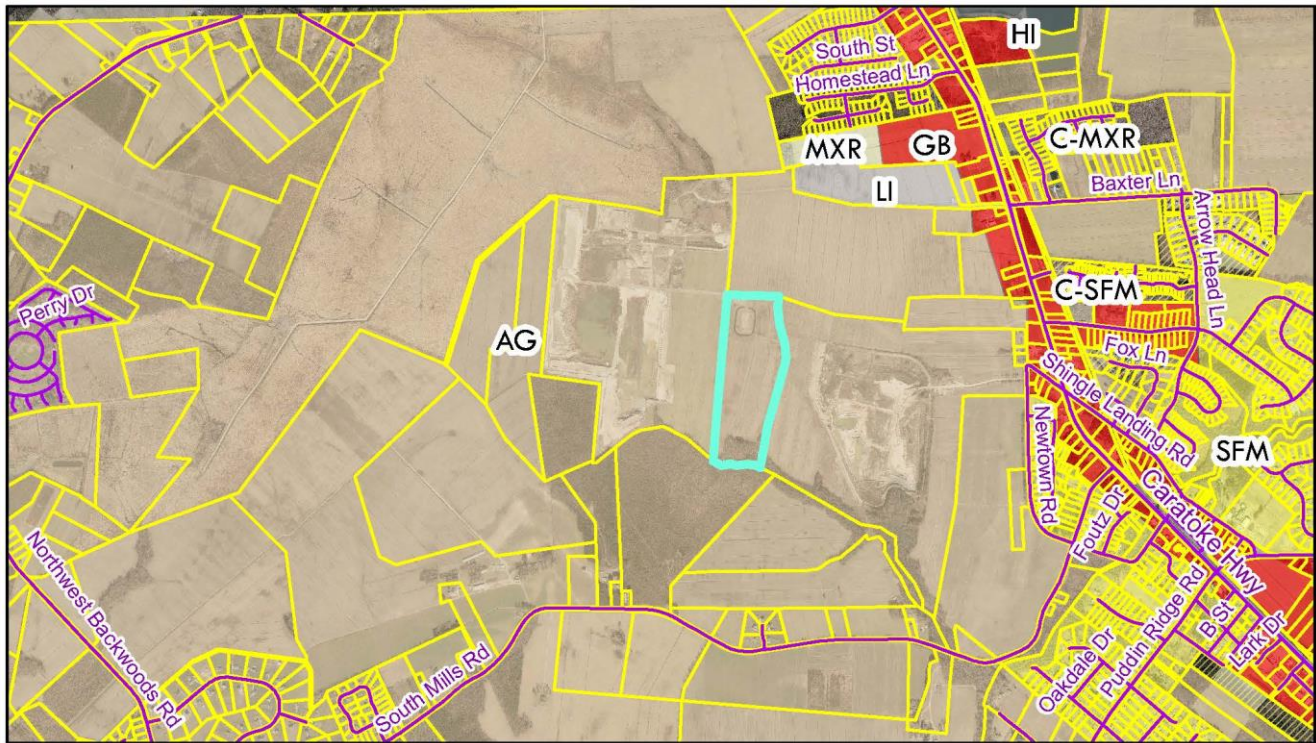 HI
South St
Homestead Ln
MXR
GB
C-MXR
LI
Baxter Ln
Arrow Head Ln
C-SFM
Perry Dr
AG
Fox Ln
Shingle Landing Rd
Newtown Rd
SFM
Caratoke Hwy
Foutz Dr
Northwest Backwoods Rd
South Mills Rd
Oakdale Dr
Puddin Ridge Rd
B St
Lark Dr